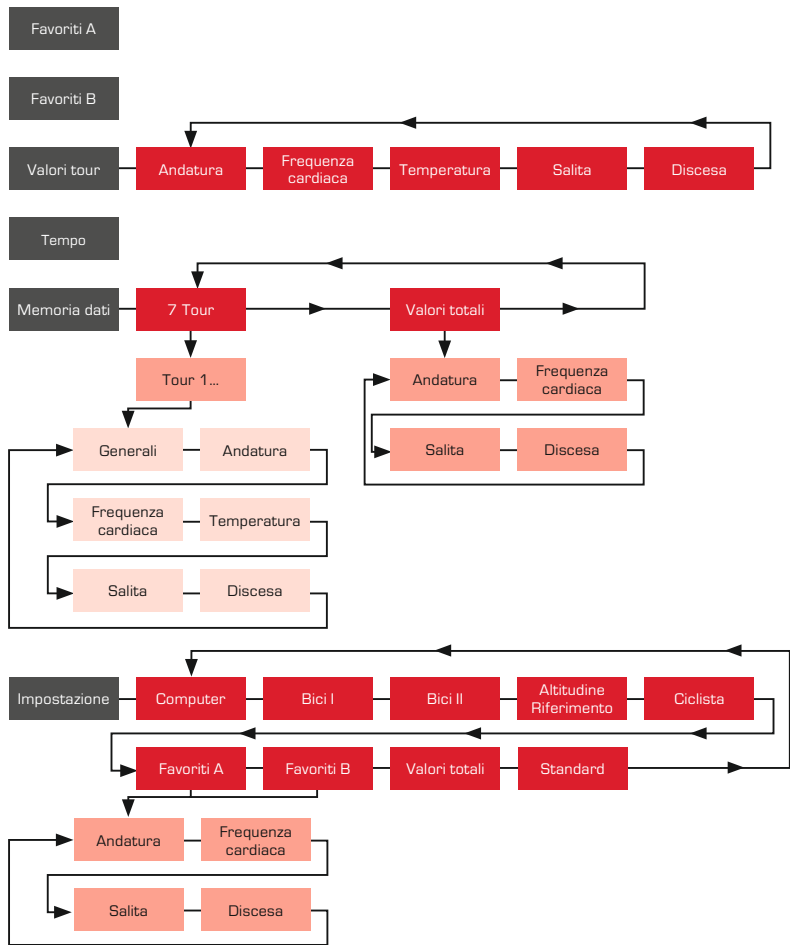 Favoriti A
Favoriti B
Valori tour
Andatura
Frequenza
cardiaca
Temperatura
Salita
Discesa
Tempo
Memoria dati
7 Tour
Valori totali
Tour 1...
Andatura
Frequenza
cardiaca
Salita
Discesa
Generali
Andatura
Frequenza
cardiaca
Temperatura
Salita
Discesa
Impostazione
Computer
Bici I
Bici II
Altitudine
Riferimento
Ciclista
Favoriti A
Favoriti B
Valori totali
Standard
Andatura
Frequenza
cardiaca
Salita
Discesa